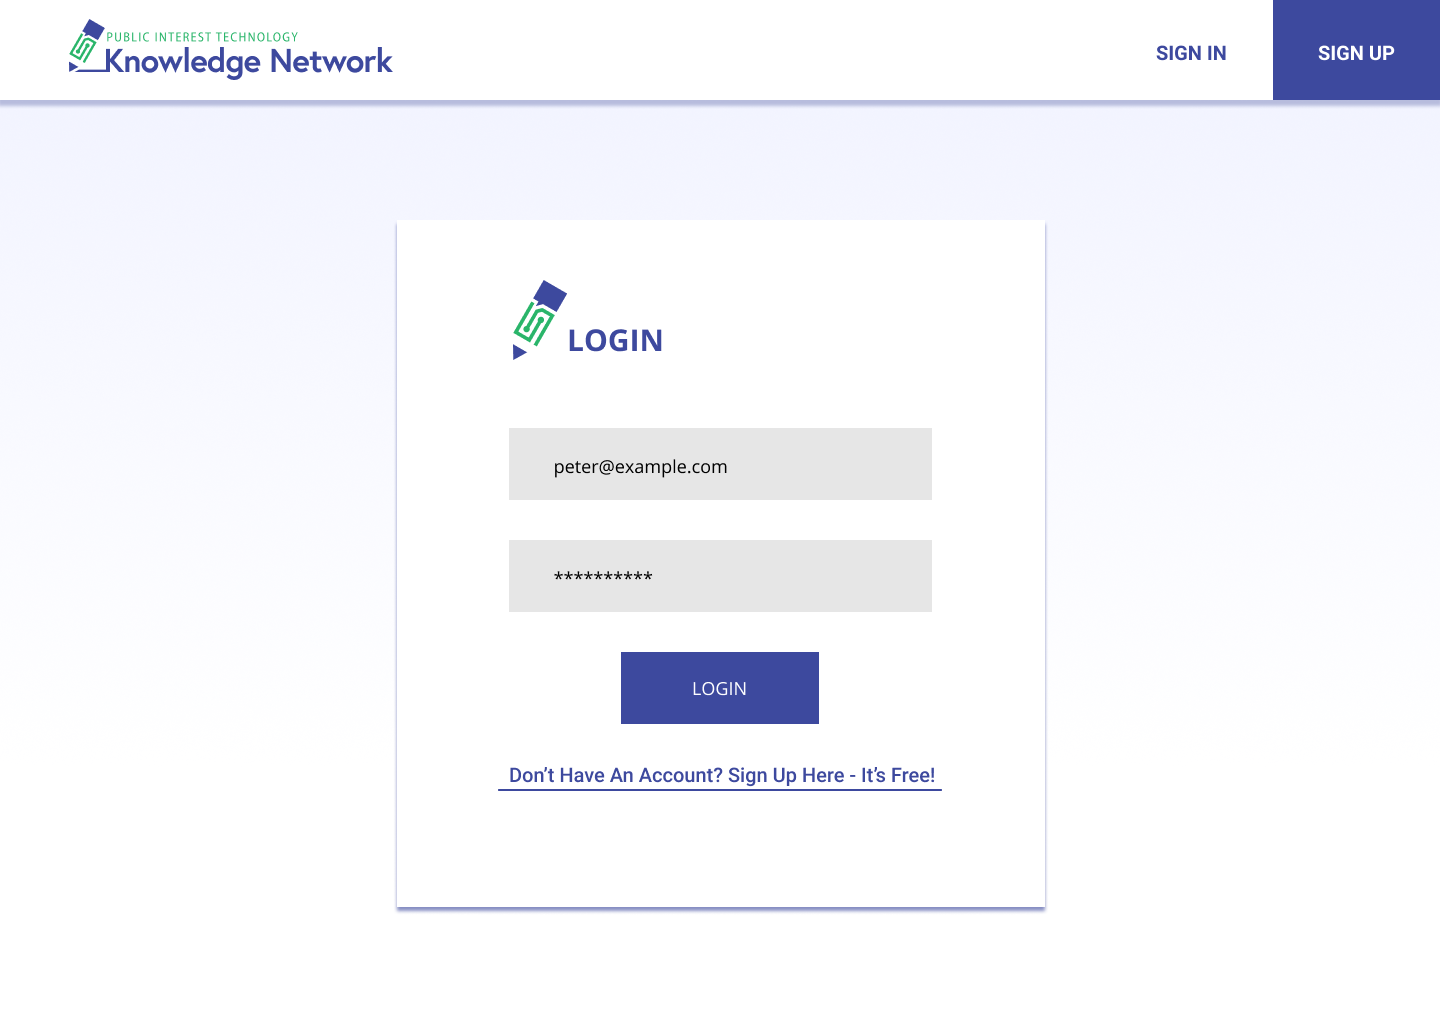 PUBLIC INTEREST TECHNOLOGY
Knowledge Network
SIGN IN
SIGN UP
LOGIN
peter@example.com
**********
LOGIN
Don’t Have An Account? Sign Up Here - It’s Free!